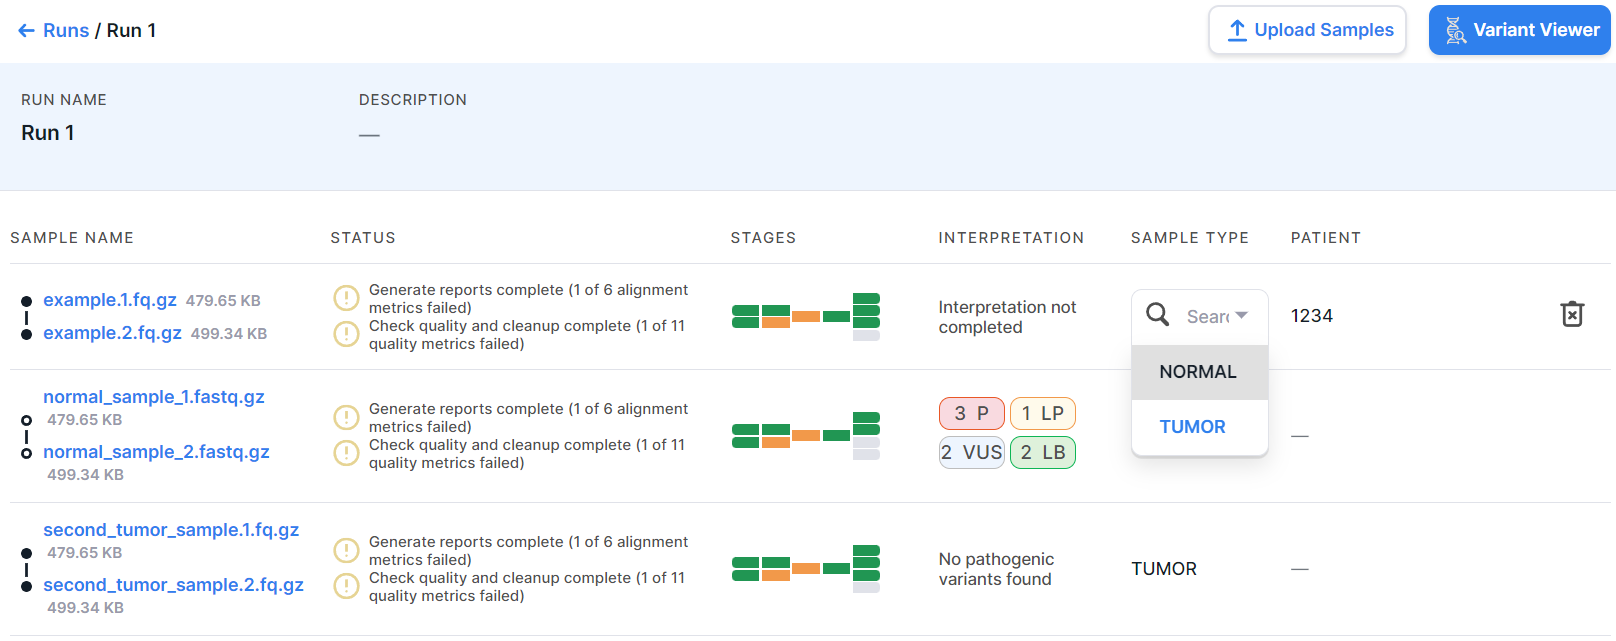 Runs / Run 1
Upload Samples
Variant Viewer
RUN NAME
DESCRIPTION
Run 1
—
SAMPLE NAME
STATUS
STAGES
INTERPRETATION
SAMPLE TYPE
PATIENT
example.1.fq.gz 479.65 KB
example.2.fq.gz 499.34 KB
Generate reports complete (1 of 6 alignment
metrics failed)
Check quality and cleanup complete (1 of 11
quality metrics failed)
Interpretation not
completed
Searc
NORMAL
TUMOR
1234
normal_sample_1.fastq.gz
479.65 KB
normal_sample_2.fastq.gz
499.34 KB
Generate reports complete (1 of 6 alignment
metrics failed)
Check quality and cleanup complete (1 of 11
quality metrics failed)
3 P
1 LP
2 VUS
2 LB
—
second_tumor_sample.1.fq.gz
479.65 KB
second_tumor_sample.2.fq.gz
499.34 KB
Generate reports complete (1 of 6 alignment
metrics failed)
Check quality and cleanup complete (1 of 11
quality metrics failed)
No pathogenic
variants found
TUMOR
—